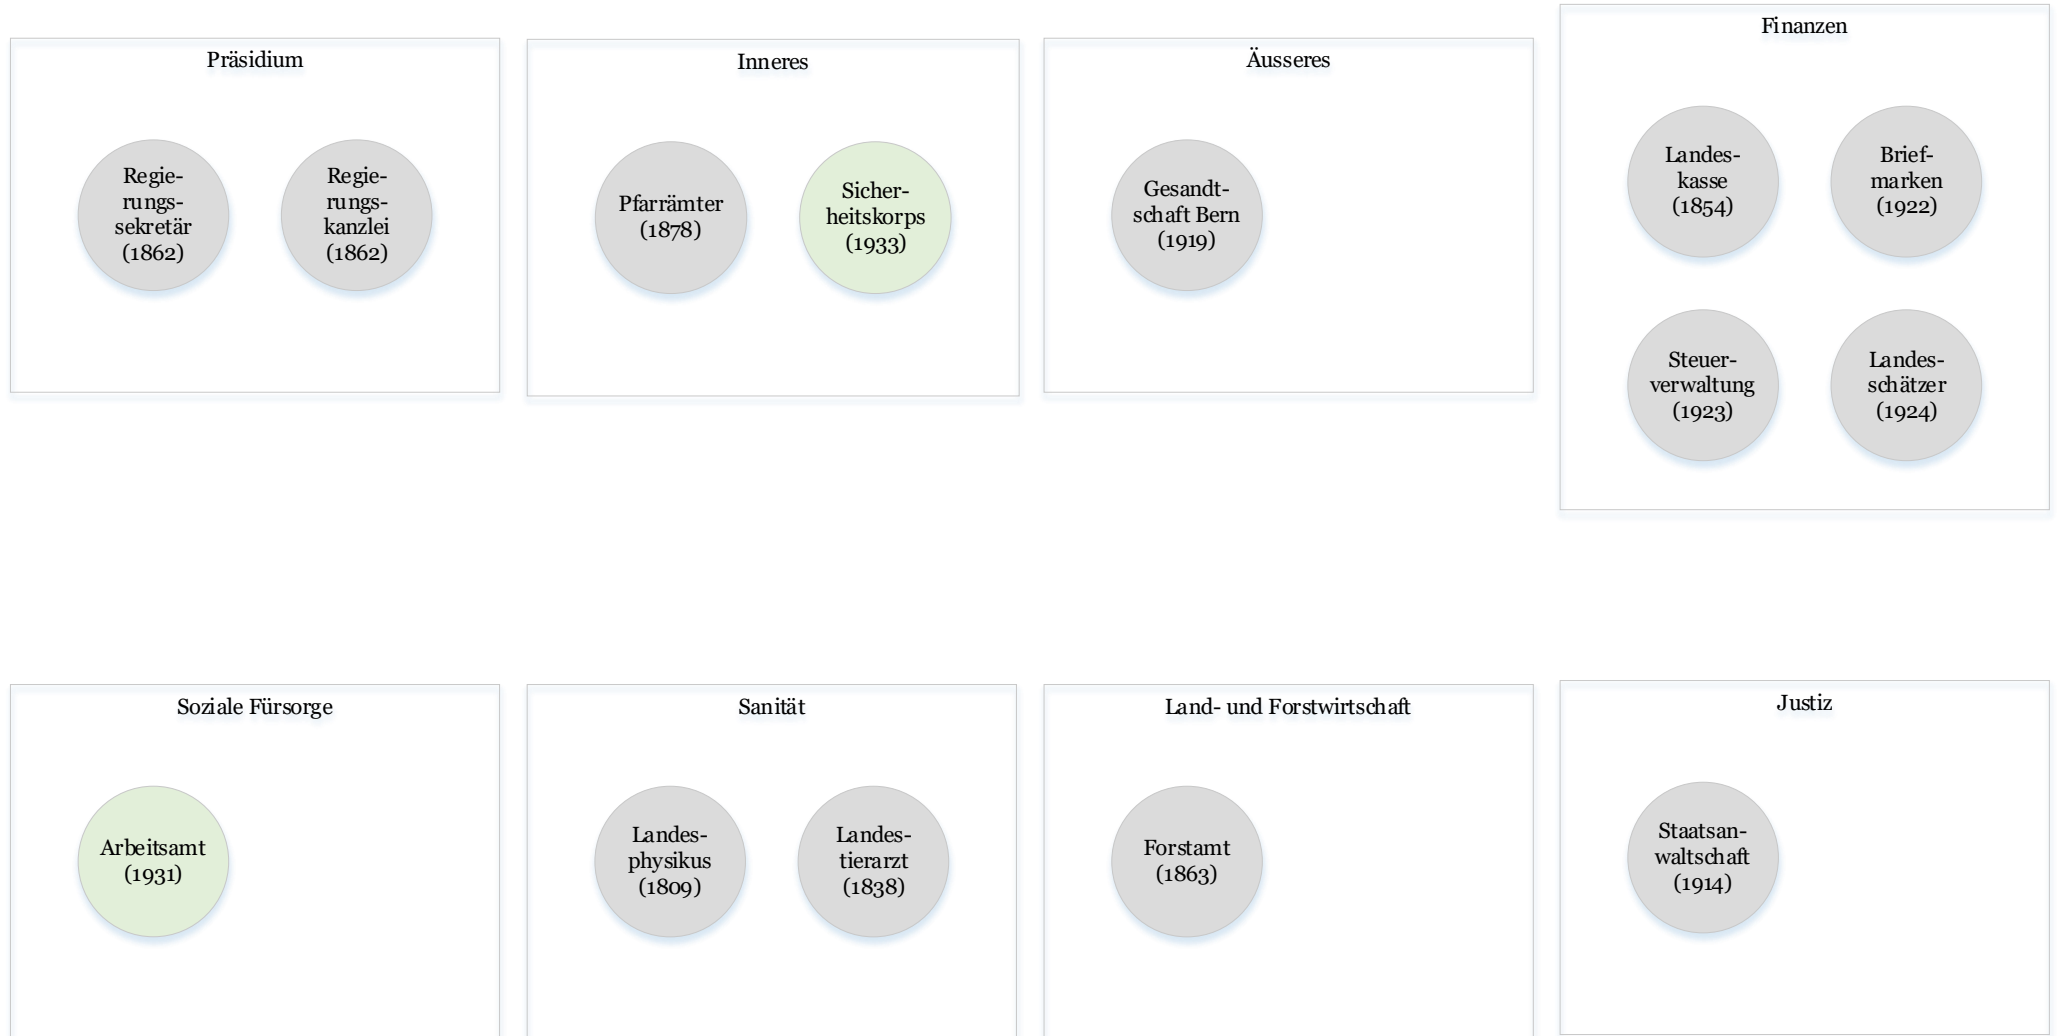 Präsidium
Regie-
rungs-
sekretär
(1862)
Regie-
rungs-
kanzlei
(1862)
Inneres
Pfarrämter
(1878)
Sicher-
heitskorps
(1933)
Äusseres
Gesandt-
schaft Bern
(1919)
Finanzen
Landes-
kasse
(1854)
Brief-
marken
(1922)
Steuer-
verwaltung
(1923)
Landes-
schätzer
(1924)
Soziale Fürsorge
Arbeitsamt
(1931)
Sanität
Landes-
physikus
(1809)
Landes-
tierarzt
(1838)
Land- und Forstwirtschaft
Forstamt
(1863)
Justiz
Staatsan-
waltschaft
(1914)